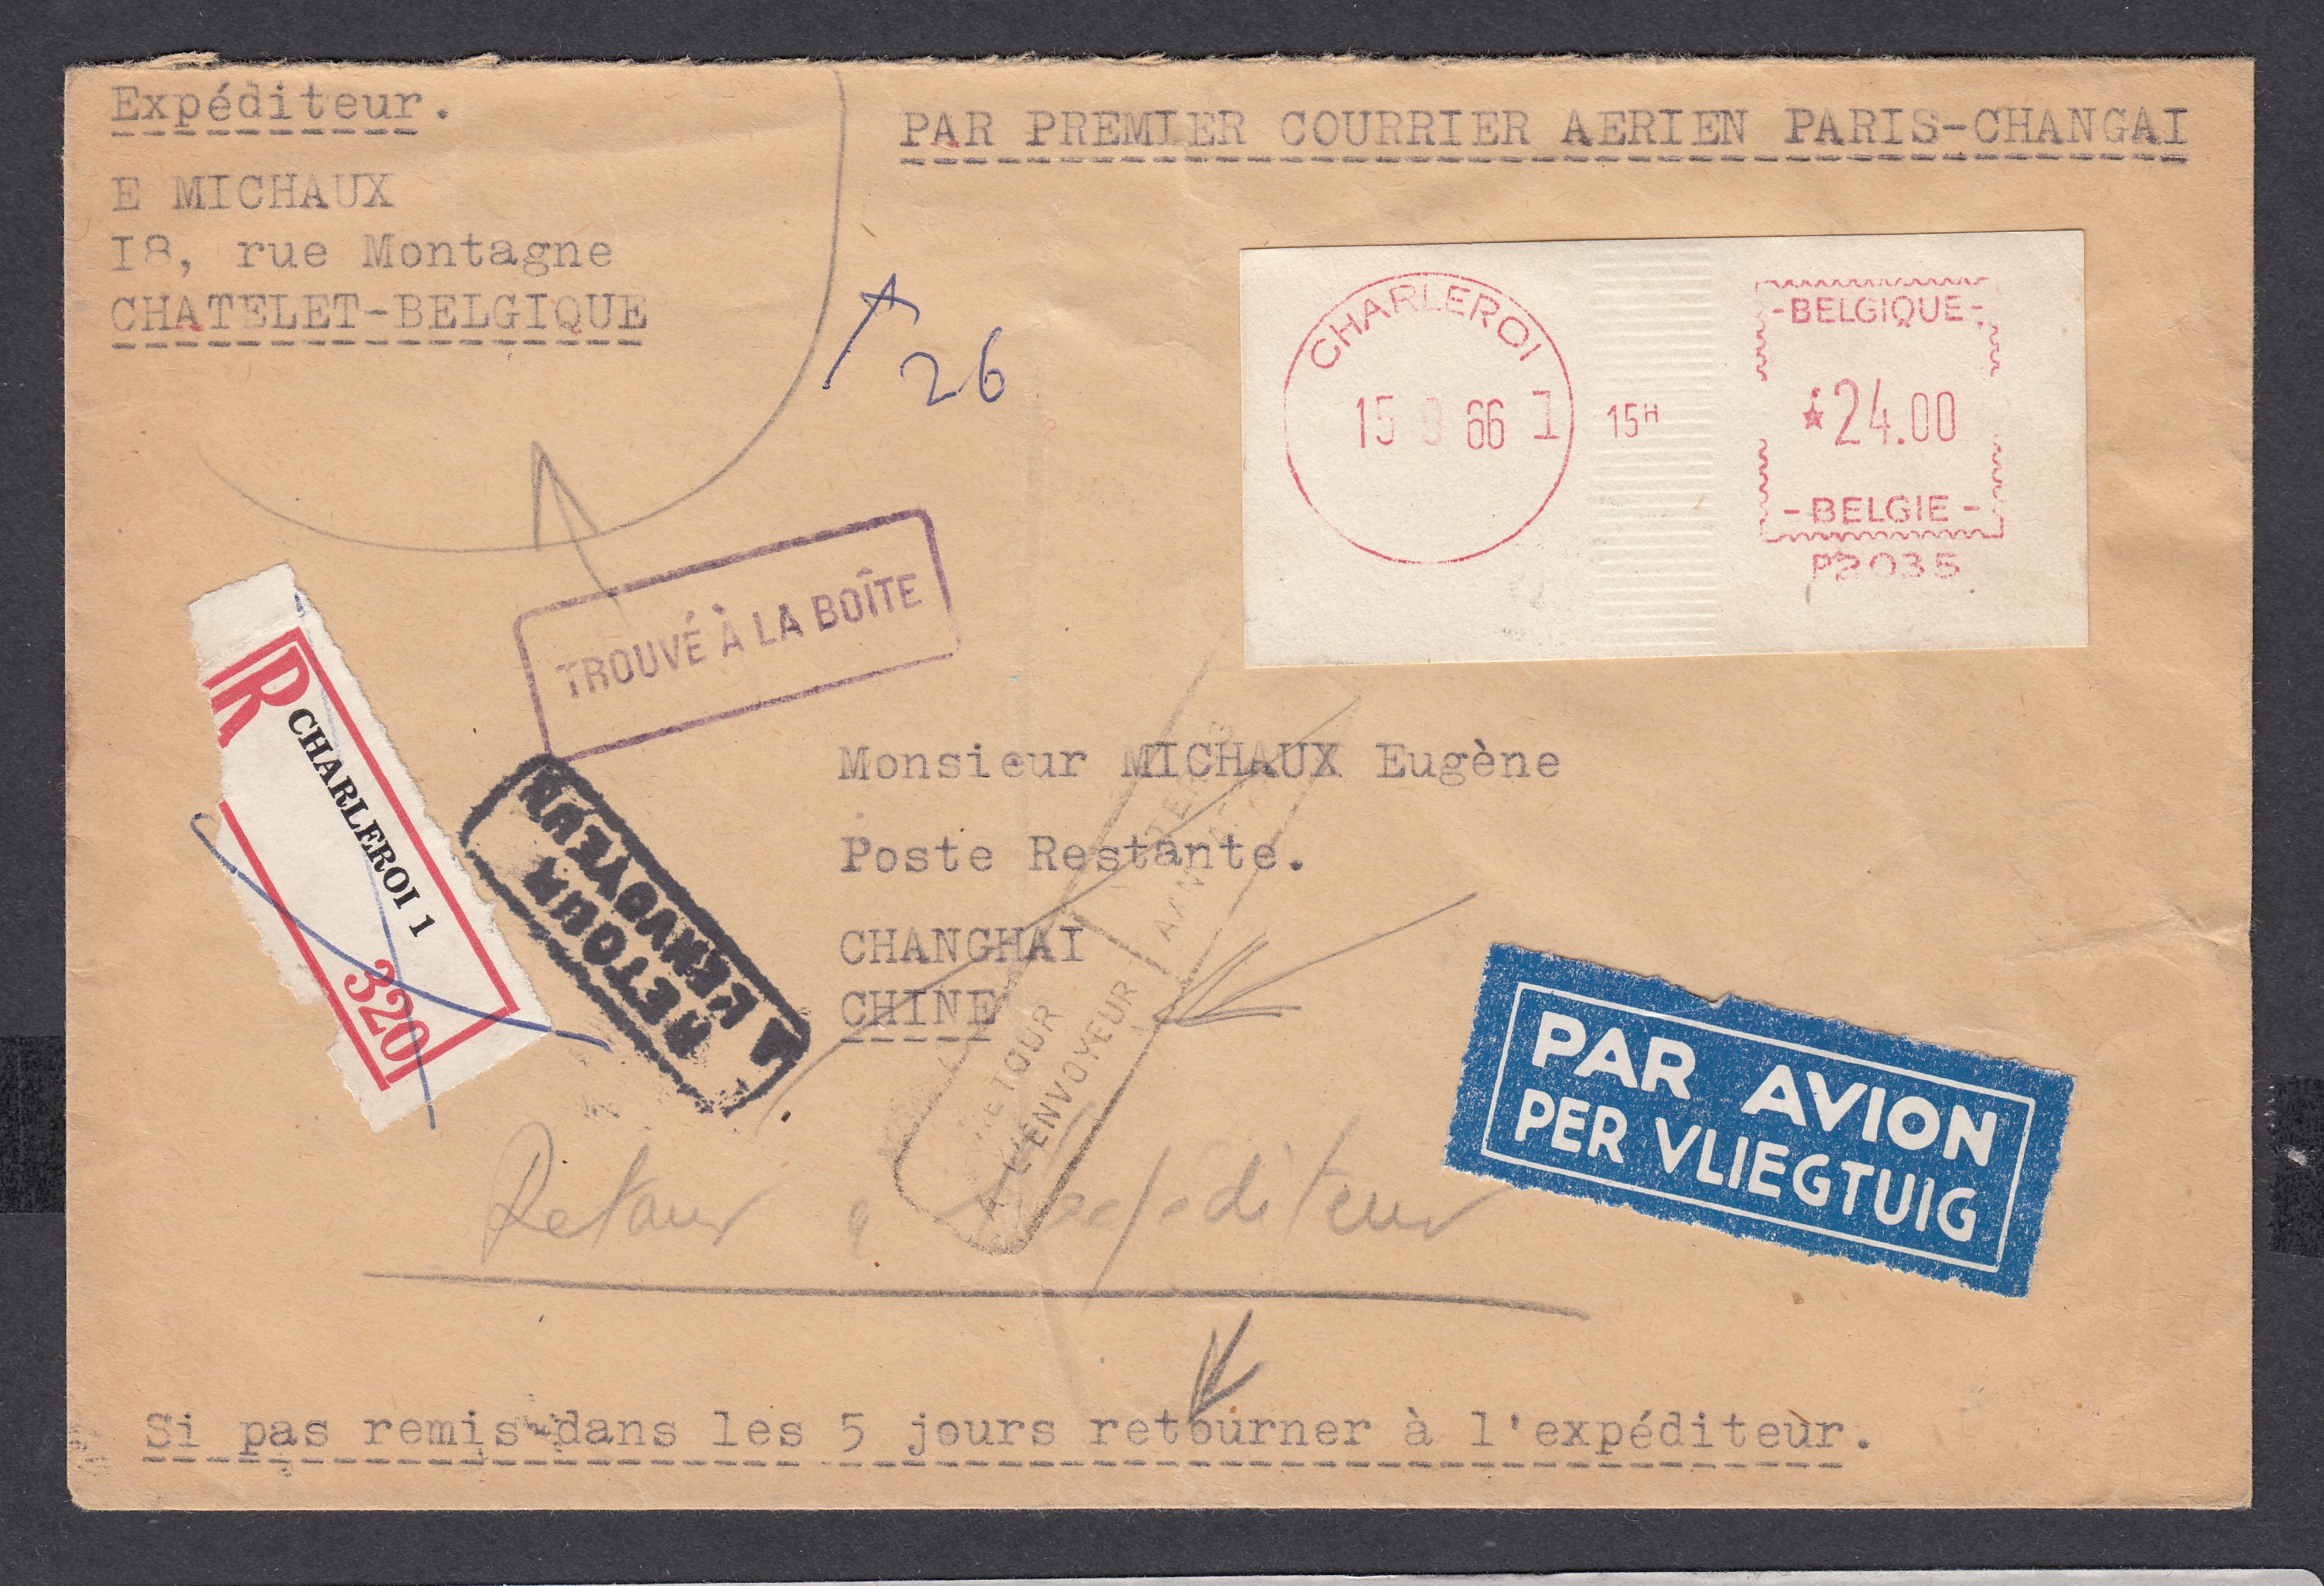 Expéditeur.
PAR PREMIER COURRIER AERIEN PARIS-CHANGAI
E MICHAUX
I8, rue Montagne
CHATELET-BELGIQUE
26
CHARLEROI
15 9 66 1
15H
-BELGIQUE-
*24.00
-BELGIE-
P2035
TROUVÉ À LA BOÎTE
R
CHARLEROI 1
320
RETOUR
A L'ENVOYEUR
Monsieur MICHAUX Eugène
Poste Restante.
CHANGHAI
CHINE
RETOUR
A L'ENVOYEUR
PAR AVION
PER VLIEGTUIG
Retour à l'expéditeur
Si pas remis dans les 5 jours retourner à l'expéditeur.